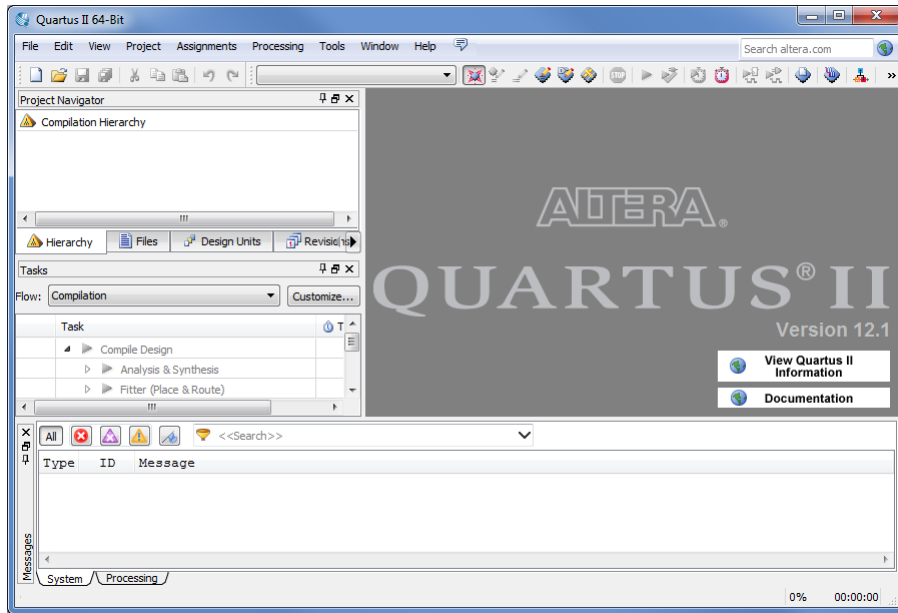 Quartus II 64-Bit
File Edit View Project Assignments Processing Tools Window Help
Search altera.com
Project Navigator
Compilation Hierarchy
Hierarchy Files Design Units Revisions
Tasks
Flow: Compilation Customize...
Task T
Compile Design
Analysis & Synthesis
Fitter (Place & Route)
ALTERA®
QUARTUS® II
Version 12.1
View Quartus II
Information
Documentation
All <<Search>>
Type ID Message
Messages
System Processing
0% 00:00:00